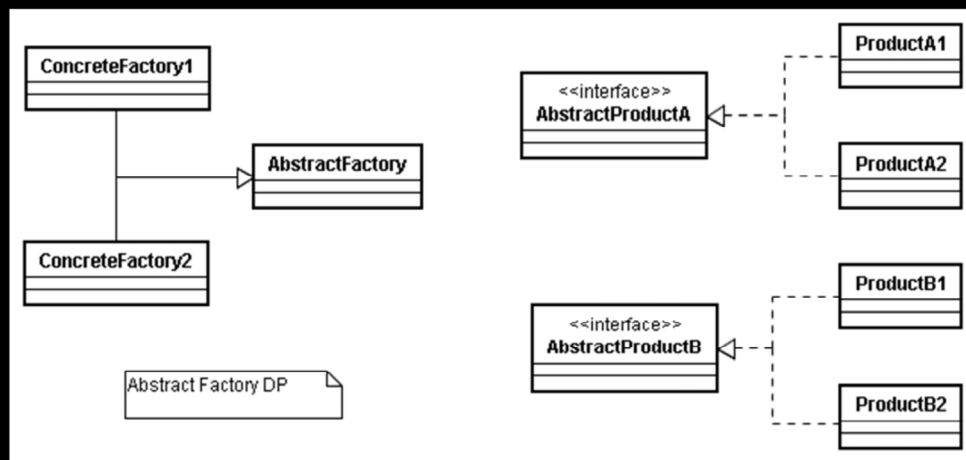 ConcreteFactory1
AbstractFactory
ConcreteFactory2
Abstract Factory DP
<<interface>>
AbstractProductA
ProductA1
ProductA2
<<interface>>
AbstractProductB
ProductB1
ProductB2